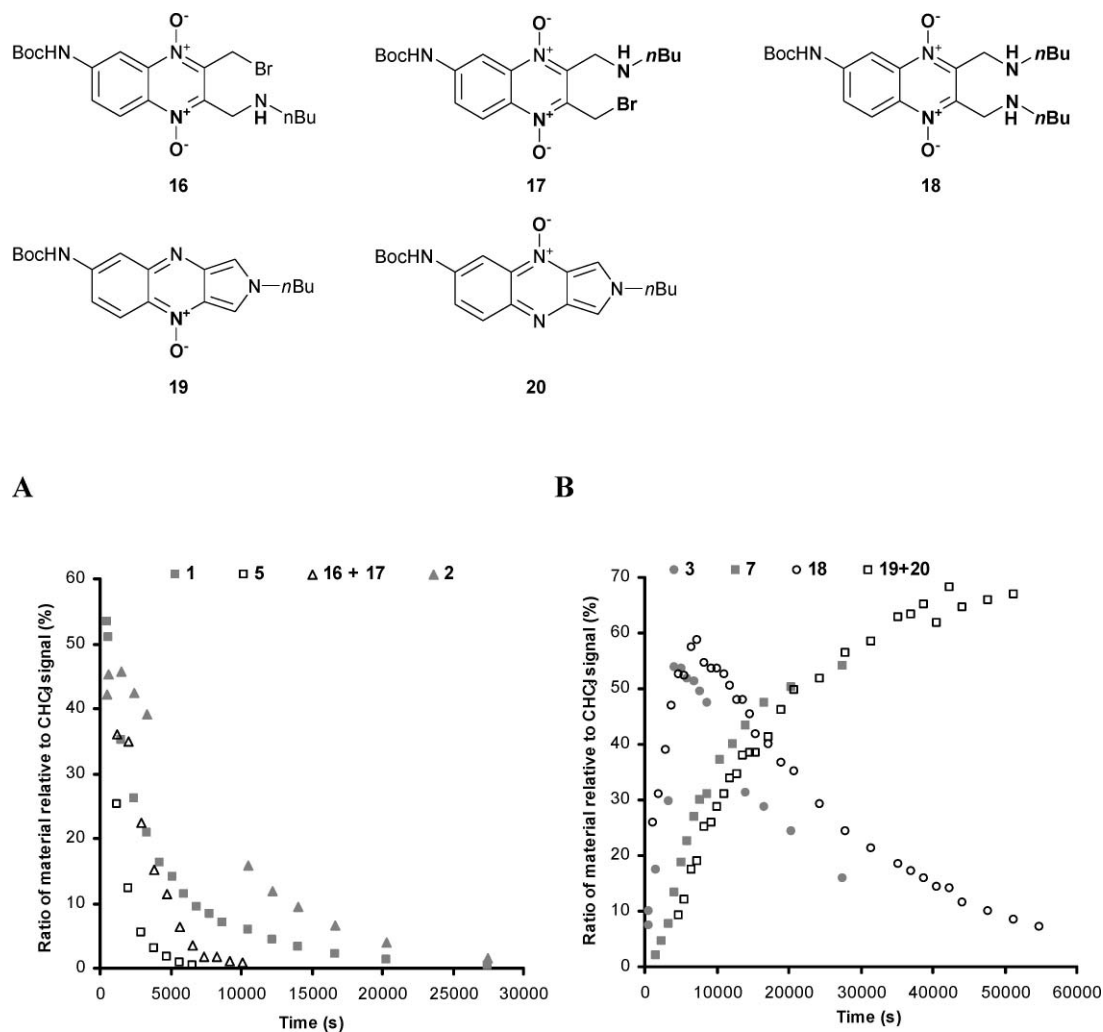 O⁻
BocHN
N⁺
Br
N
H
nBu
N⁺
O⁻
16
O⁻
BocHN
N⁺
H
N
nBu
Br
N⁺
O⁻
17
O⁻
BocHN
N⁺
H
N
nBu
N
H
nBu
N⁺
O⁻
18
BocHN
N
N
nBu
N⁺
O⁻
19
O⁻
BocHN
N⁺
N
nBu
N
20
A
■ 1 □ 5 △ 16 + 17 ▲ 2
Ratio of material relative to CHCl₃ signal (%)
60
50
40
30
20
10
0
0 5000 10000 15000 20000 25000 30000
Time (s)
B
● 3 ■ 7 ○ 18 □ 19+20
Ratio of material relative to CHCl₃ signal (%)
70
60
50
40
30
20
10
0
0 10000 20000 30000 40000 50000 60000
Time (s)